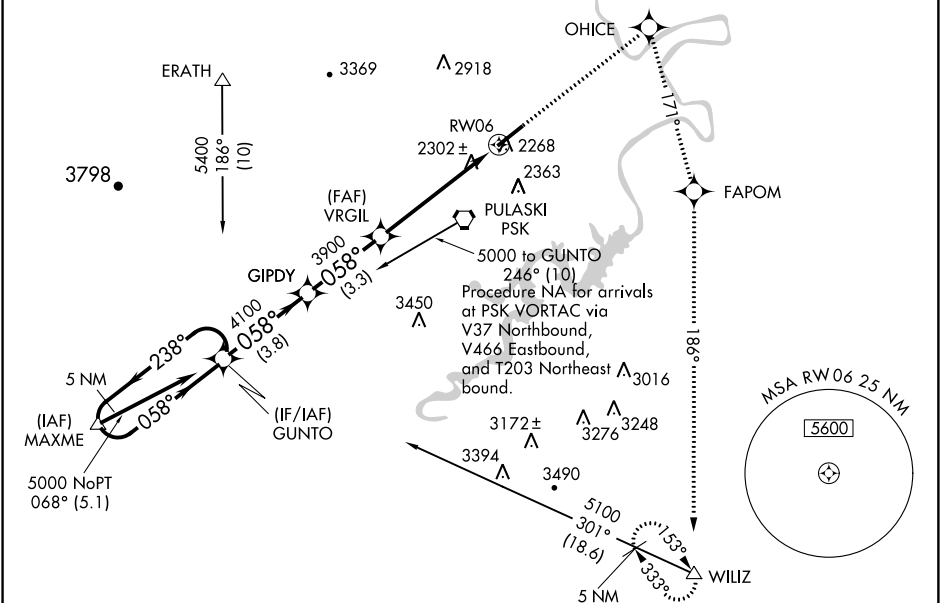 OHICE
ERATH
3369
2918
5400
186°
(10)
RW06
2302 ±
2268
171°
3798
2363
(FAF)
VRGIL
PULASKI
PSK
FAPOM
3900
058°
(3.3)
5000 to GUNTO
246° (10)
GIPDY
4100
058°
(3.8)
3450
Procedure NA for arrivals
at PSK VORTAC via
V37 Northbound,
V466 Eastbound,
and T203 Northeast
bound.
186°
238°
5 NM
058°
3016
MSA RW06 25 NM
5600
(IAF)
MAXME
(IF/IAF)
GUNTO
3172 ±
3276
3248
5000 NoPT
068° (5.1)
3394
3490
5100
301°
(18.6)
153°
333°
WILIZ
5 NM